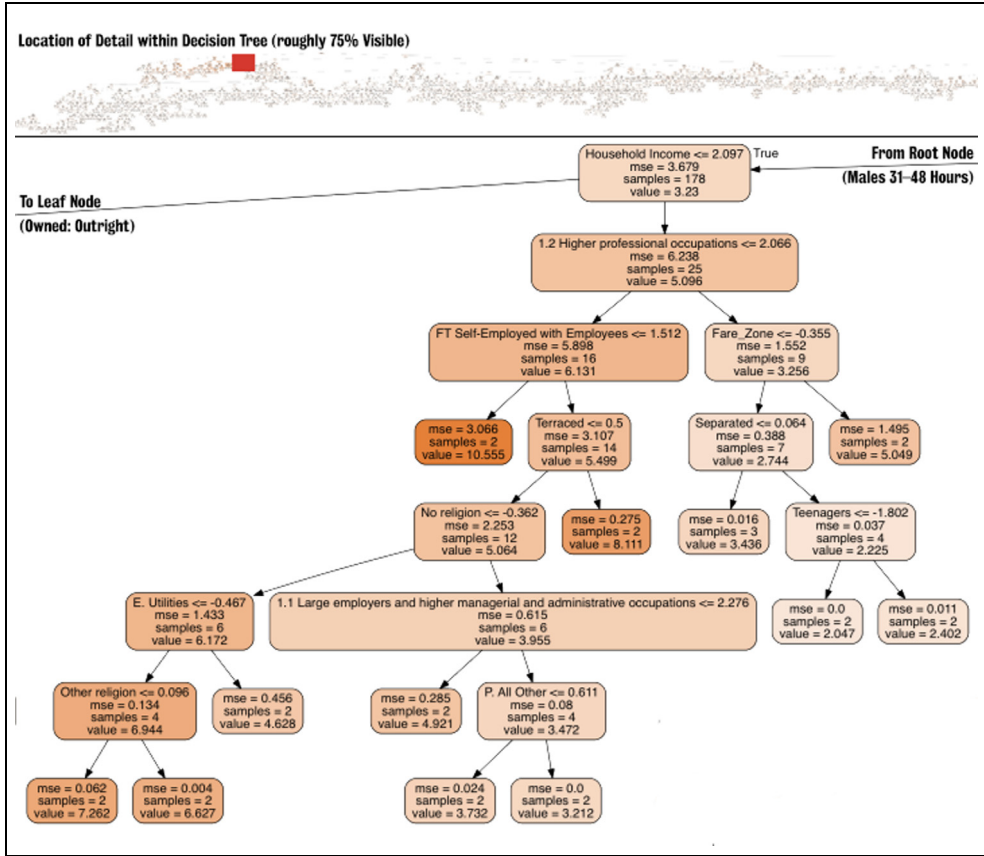 Location of Detail within Decision Tree (roughly 75% Visible)
Household Income <= 2.097
mse = 3.679
samples = 178
value = 3.23
True
From Root Node
(Males 31–48 Hours)
To Leaf Node
(Owned: Outright)
1.2 Higher professional occupations <= 2.066
mse = 6.238
samples = 25
value = 5.096
FT Self-Employed with Employees <= 1.512
mse = 5.898
samples = 16
value = 6.131
Fare_Zone <= -0.355
mse = 1.552
samples = 9
value = 3.256
mse = 3.066
samples = 2
value = 10.555
Terraced <= 0.5
mse = 3.107
samples = 14
value = 5.499
Separated <= 0.064
mse = 0.388
samples = 7
value = 2.744
mse = 1.495
samples = 2
value = 5.049
No religion <= -0.362
mse = 2.253
samples = 12
value = 5.064
mse = 0.275
samples = 2
value = 8.111
mse = 0.016
samples = 3
value = 3.436
Teenagers <= -1.802
mse = 0.037
samples = 4
value = 2.225
E. Utilities <= -0.467
mse = 1.433
samples = 6
value = 6.172
1.1 Large employers and higher managerial and administrative occupations <= 2.276
mse = 0.615
samples = 6
value = 3.955
mse = 0.0
samples = 2
value = 2.047
mse = 0.011
samples = 2
value = 2.402
Other religion <= 0.096
mse = 0.134
samples = 4
value = 6.944
mse = 0.456
samples = 2
value = 4.628
mse = 0.285
samples = 2
value = 4.921
P. All Other <= 0.611
mse = 0.08
samples = 4
value = 3.472
mse = 0.062
samples = 2
value = 7.262
mse = 0.004
samples = 2
value = 6.627
mse = 0.024
samples = 2
value = 3.732
mse = 0.0
samples = 2
value = 3.212